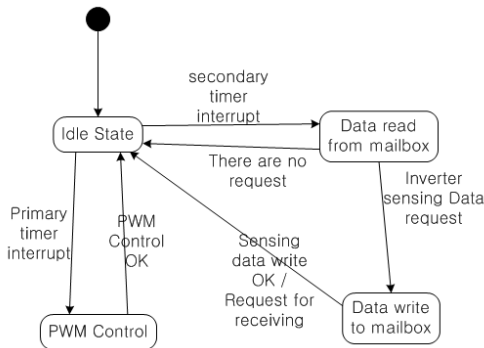 secondary
timer
interrupt
Idle State
Data read
from mailbox
There are no
request
Inverter
sensing Data
request
Primary
timer
interrupt
PWM
Control
OK
Sensing
data write
OK /
Request for
receiving
PWM Control
Data write
to mailbox